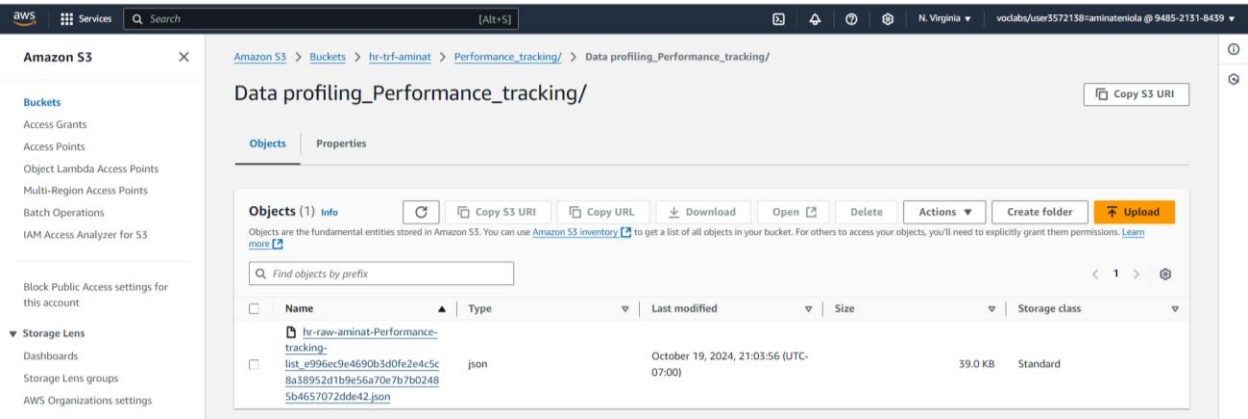 aws
Services
Search
[Alt+S]
N. Virginia
voclabs/user3572138=aminateniola @ 9485-2131-8439
Amazon S3
Buckets
Access Grants
Access Points
Object Lambda Access Points
Multi-Region Access Points
Batch Operations
IAM Access Analyzer for S3
Block Public Access settings for
this account
Storage Lens
Dashboards
Storage Lens groups
AWS Organizations settings
Amazon S3 > Buckets > hr-trf-aminat > Performance_tracking/ > Data profiling_Performance_tracking/
Data profiling_Performance_tracking/
Copy S3 URI
Objects
Properties
Objects (1) Info
Copy S3 URI
Copy URL
Download
Open
Delete
Actions
Create folder
Upload
Objects are the fundamental entities stored in Amazon S3. You can use Amazon S3 inventory to get a list of all objects in your bucket. For others to access your objects, you'll need to explicitly grant them permissions. Learn
more
Find objects by prefix
< 1 >
Name
Type
Last modified
Size
Storage class
hr-raw-aminat-Performance-
tracking-
list_e996ec9e4690b3d0fe2e4c5c
8a38952d1b9e56a70e7b7b0248
5b4657072dde42.json
json
October 19, 2024, 21:03:56 (UTC-
07:00)
39.0 KB
Standard